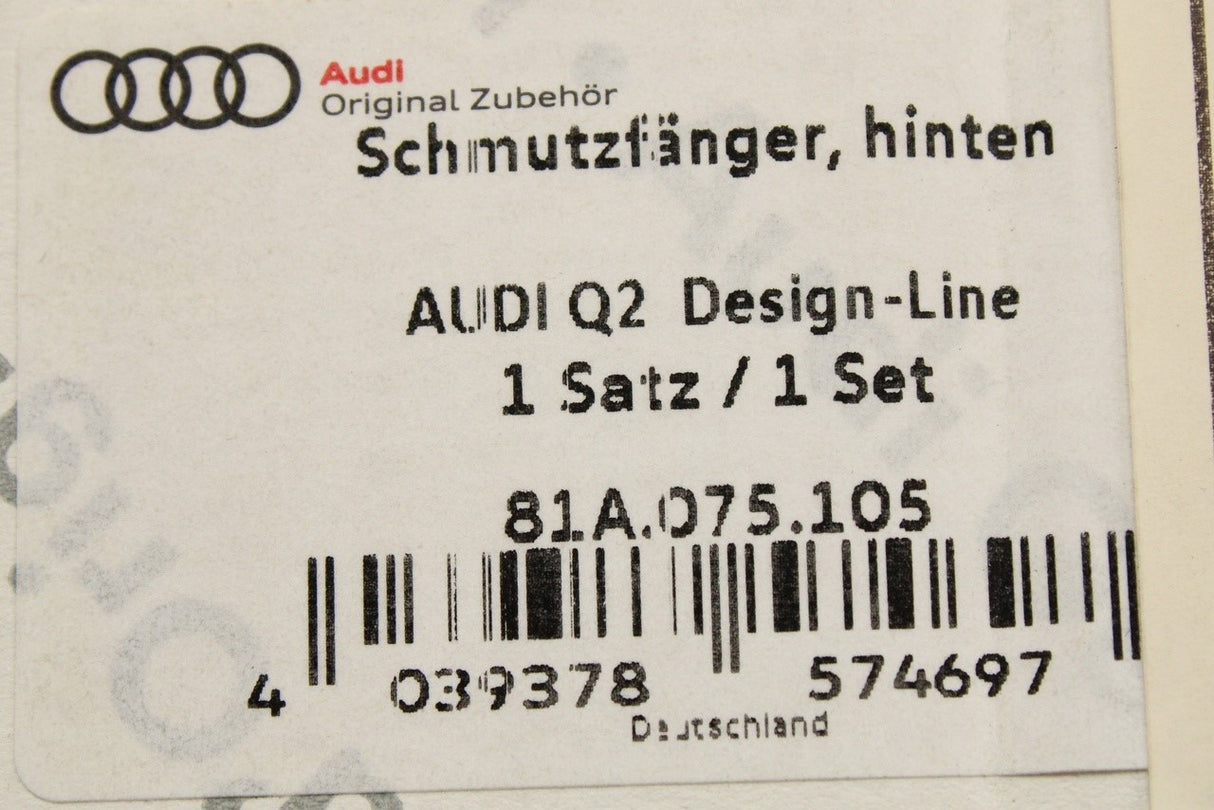 Audi
Original Zubehör
Schmutzfänger, hinten
AUDI Q2 Design-Line
1 Satz / 1 Set
81A.075.105
4 039378 574697
Deutschland